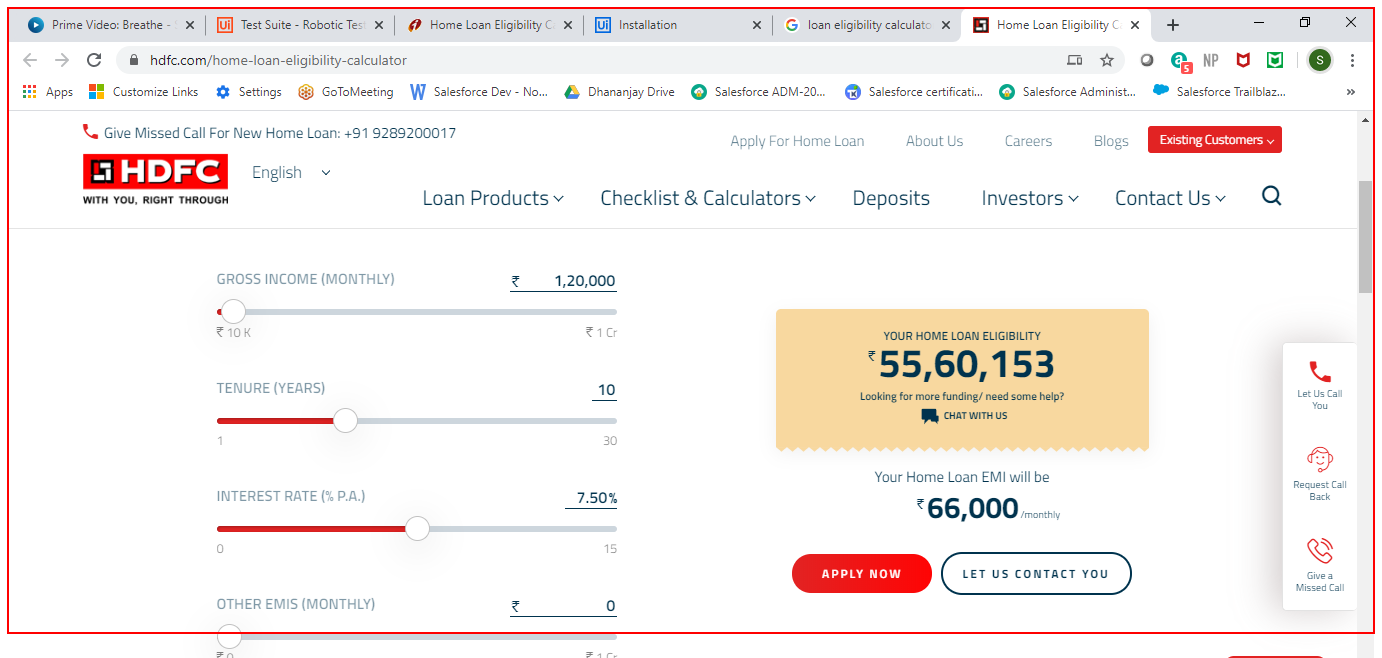 Prime Video: Breathe -
Test Suite - Robotic Test
Home Loan Eligibility C
Installation
loan eligibility calculator
Home Loan Eligibility C
hdfc.com/home-loan-eligibility-calculator
5
NP
S
Apps
Customize Links
Settings
GoToMeeting
Salesforce Dev - No...
Dhananjay Drive
Salesforce ADM-20...
Salesforce certificati...
Salesforce Administ...
Salesforce Trailblaz...
»
Give Missed Call For New Home Loan: +91 9289200017
Apply For Home Loan
About Us
Careers
Blogs
Existing Customers
HDFC
WITH YOU, RIGHT THROUGH
English
Loan Products
Checklist & Calculators
Deposits
Investors
Contact Us
GROSS INCOME (MONTHLY)
₹ 1,20,000
₹ 10 K
₹ 1 Cr
TENURE (YEARS)
10
1
30
INTEREST RATE (% P.A.)
7.50%
0
15
OTHER EMIS (MONTHLY)
₹ 0
₹ 0
₹ 1 Cr
YOUR HOME LOAN ELIGIBILITY
₹55,60,153
Looking for more funding/ need some help?
CHAT WITH US
Your Home Loan EMI will be
₹66,000 /monthly
APPLY NOW
LET US CONTACT YOU
Let Us Call
You
Request Call
Back
Give a
Missed Call